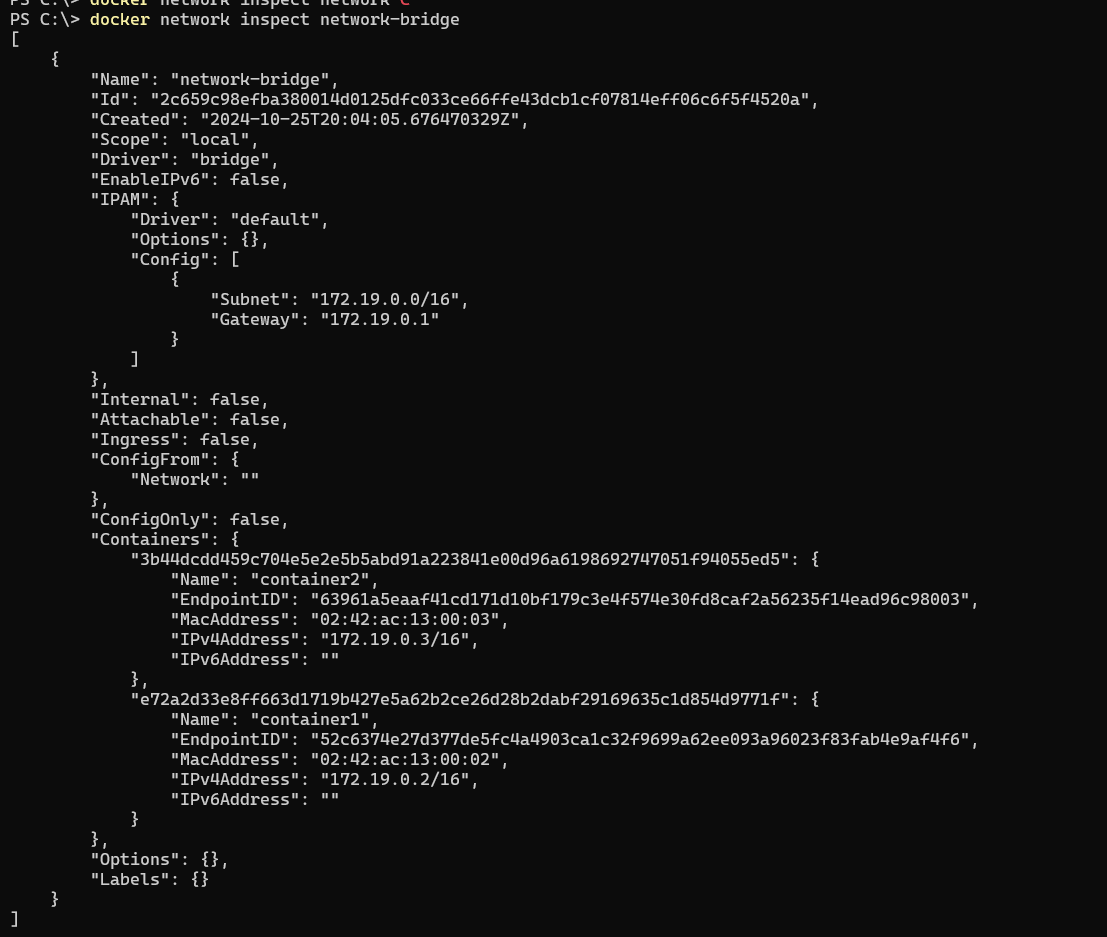 PS C:\> docker network inspect network C
PS C:\> docker network inspect network-bridge
[
    {
        "Name": "network-bridge",
        "Id": "2c659c98efba380014d0125dfc033ce66ffe43dcb1cf07814eff06c6f5f4520a",
        "Created": "2024-10-25T20:04:05.676470329Z",
        "Scope": "local",
        "Driver": "bridge",
        "EnableIPv6": false,
        "IPAM": {
            "Driver": "default",
            "Options": {},
            "Config": [
                {
                    "Subnet": "172.19.0.0/16",
                    "Gateway": "172.19.0.1"
                }
            ]
        },
        "Internal": false,
        "Attachable": false,
        "Ingress": false,
        "ConfigFrom": {
            "Network": ""
        },
        "ConfigOnly": false,
        "Containers": {
            "3b44dcdd459c704e5e2e5b5abd91a223841e00d96a6198692747051f94055ed5": {
                "Name": "container2",
                "EndpointID": "63961a5eaaf41cd171d10bf179c3e4f574e30fd8caf2a56235f14ead96c98003",
                "MacAddress": "02:42:ac:13:00:03",
                "IPv4Address": "172.19.0.3/16",
                "IPv6Address": ""
            },
            "e72a2d33e8ff663d1719b427e5a62b2ce26d28b2dabf29169635c1d854d9771f": {
                "Name": "container1",
                "EndpointID": "52c6374e27d377de5fc4a4903ca1c32f9699a62ee093a96023f83fab4e9af4f6",
                "MacAddress": "02:42:ac:13:00:02",
                "IPv4Address": "172.19.0.2/16",
                "IPv6Address": ""
            }
        },
        "Options": {},
        "Labels": {}
    }
]